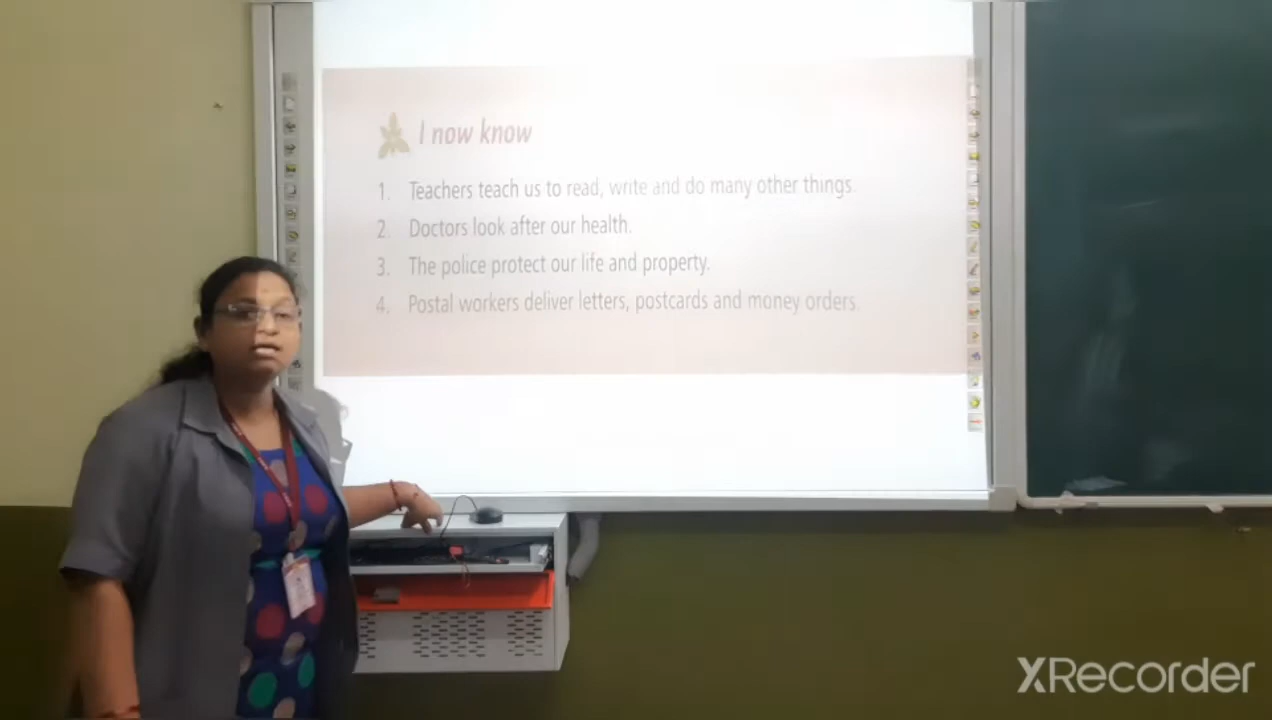 I now know
1. Teachers teach us to read, write and do many other things.
2. Doctors look after our health.
3. The police protect our life and property.
4. Postal workers deliver letters, postcards and money orders.
XRecorder